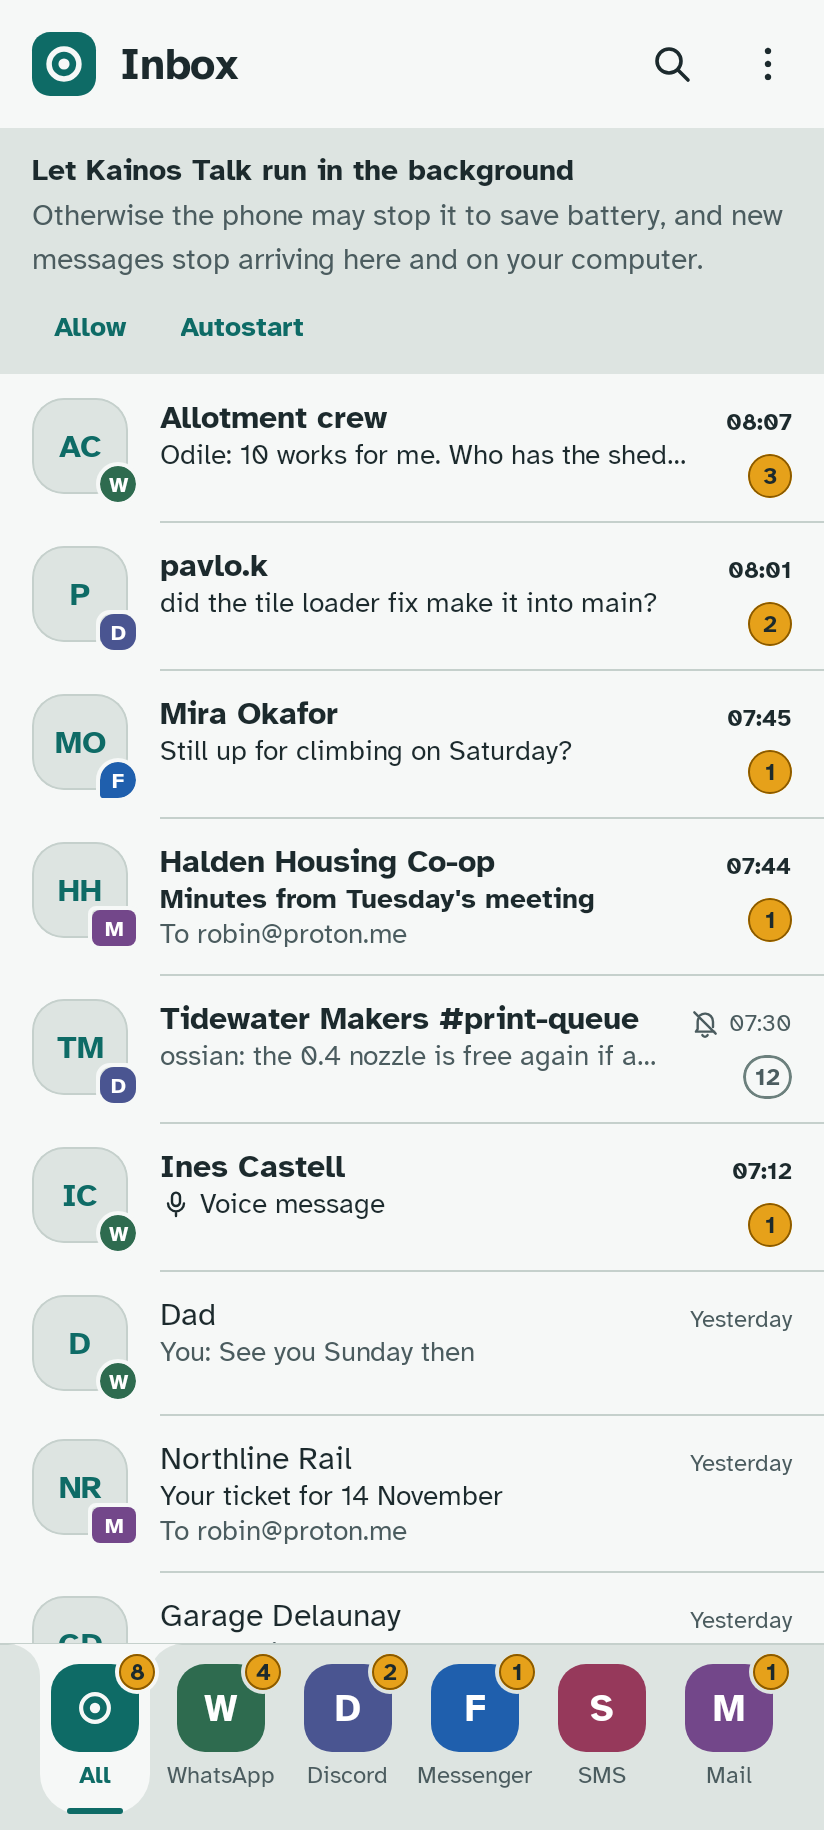 Inbox
Let Kainos Talk run in the background
Otherwise the phone may stop it to save battery, and new
messages stop arriving here and on your computer.
Allow Autostart
AC
W
Allotment crew
08:07
Odile: 10 works for me. Who has the shed...
3
P
D
pavlo.k
08:01
did the tile loader fix make it into main?
2
MO
F
Mira Okafor
07:45
Still up for climbing on Saturday?
1
HH
M
Halden Housing Co-op
07:44
Minutes from Tuesday's meeting
1
To robin@proton.me
TM
D
Tidewater Makers #print-queue
07:30
ossian: the 0.4 nozzle is free again if a...
12
IC
W
Ines Castell
07:12
Voice message
1
D
W
Dad
Yesterday
You: See you Sunday then
NR
M
Northline Rail
Yesterday
Your ticket for 14 November
To robin@proton.me
Garage Delaunay
Yesterday
8
All
W
4
WhatsApp
D
2
Discord
F
1
Messenger
S
SMS
M
1
Mail